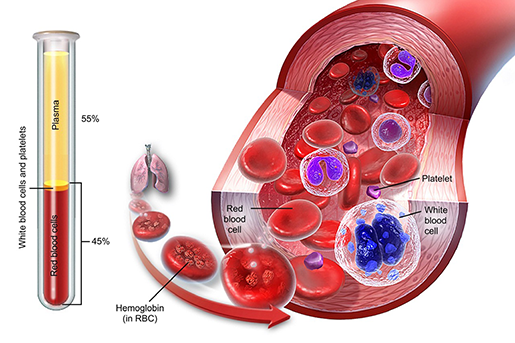 White blood cells and platelets
Plasma
55%
Red blood cells
45%
Hemoglobin
(in RBC)
Red blood
cell
Platelet
White
blood
cell